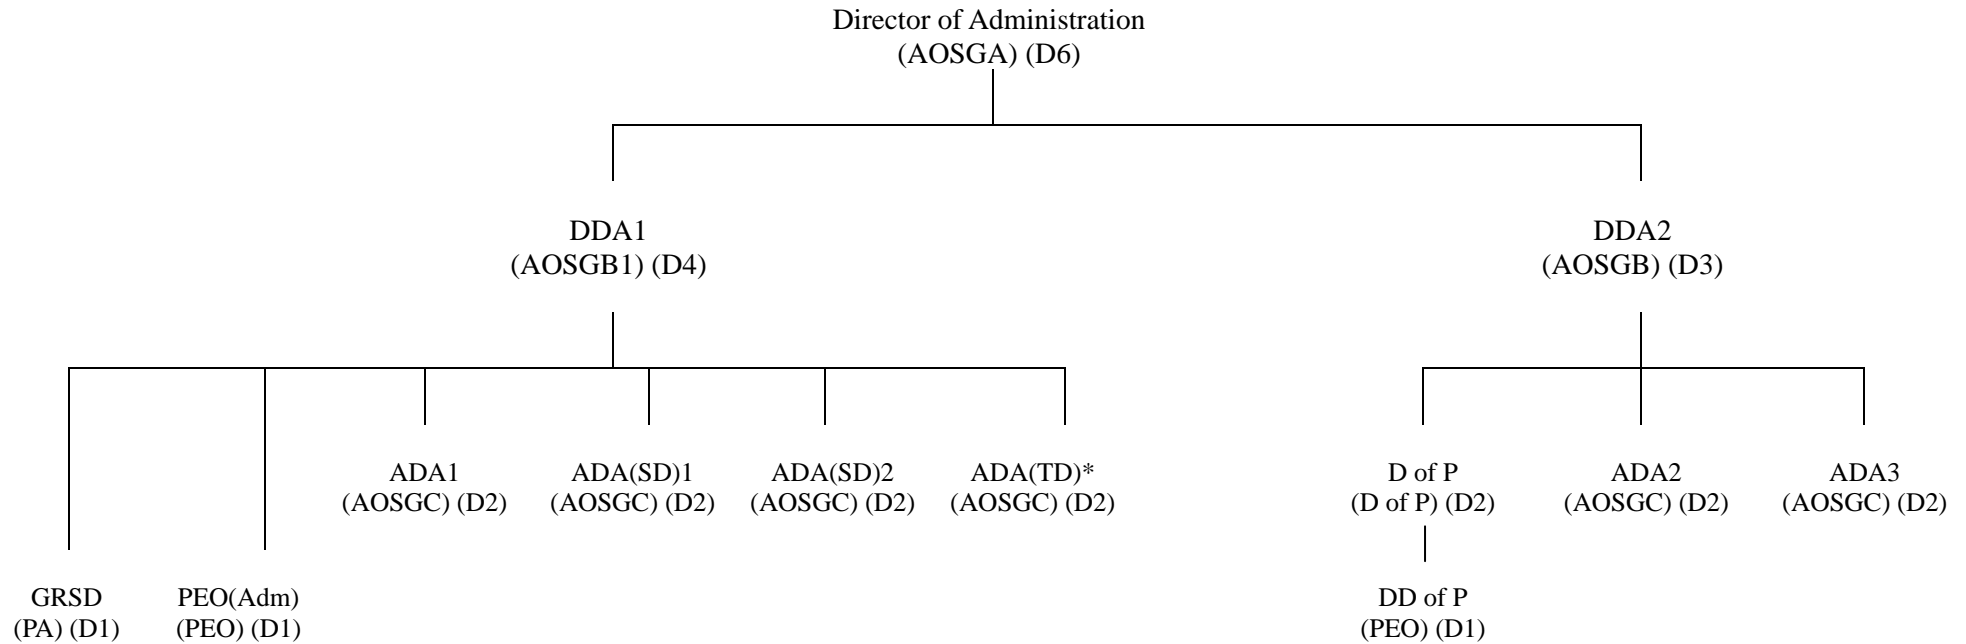 Director of Administration
(AOSGA) (D6)
DDA1
(AOSGB1) (D4)
DDA2
(AOSGB) (D3)
ADA1
(AOSGC) (D2)
ADA(SD)1
(AOSGC) (D2)
ADA(SD)2
(AOSGC) (D2)
ADA(TD)*
(AOSGC) (D2)
D of P
(D of P) (D2)
ADA2
(AOSGC) (D2)
ADA3
(AOSGC) (D2)
GRSD
(PA) (D1)
PEO(Adm)
(PEO) (D1)
DD of P
(PEO) (D1)